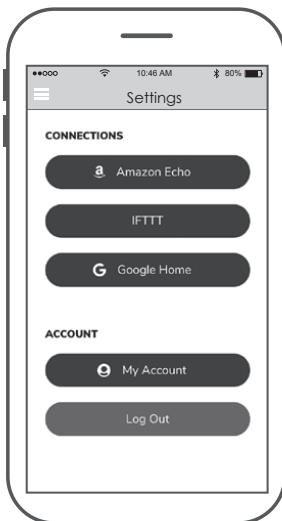 10:46 AM 80%
Settings
CONNECTIONS
Amazon Echo
IFTTT
Google Home
ACCOUNT
My Account
Log Out